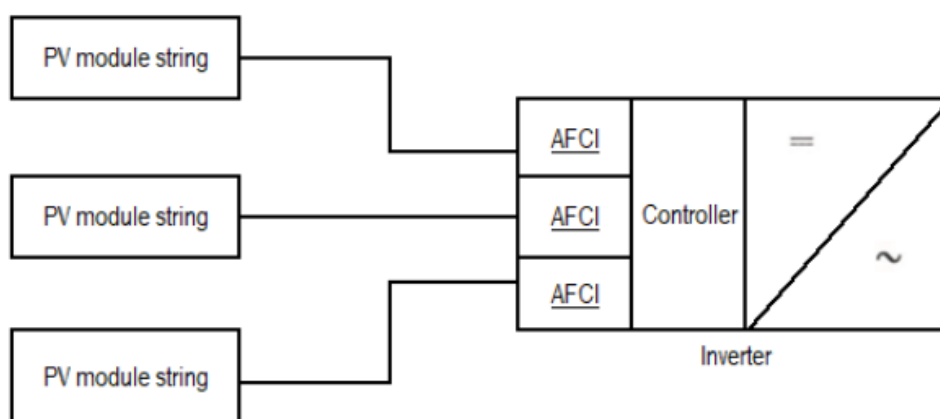 PV module string
AFCI
PV module string
AFCI
Controller
=
~
AFCI
PV module string
Inverter